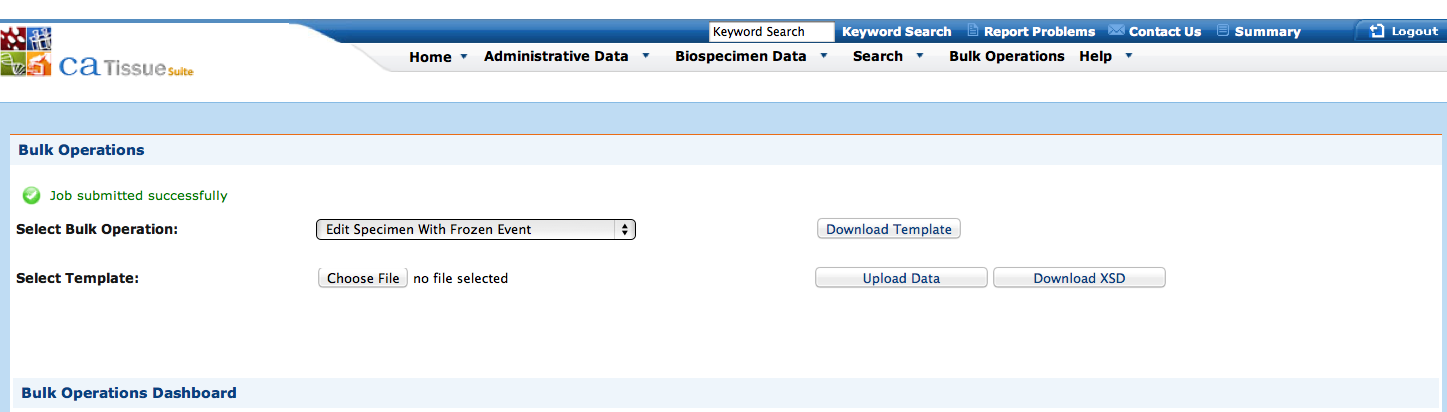 Keyword Search Keyword Search Report Problems Contact Us Summary Logout
ca Tissue Suite
Home Administrative Data Biospecimen Data Search Bulk Operations Help
Bulk Operations
Job submitted successfully
Select Bulk Operation: Edit Specimen With Frozen Event Download Template
Select Template: Choose File no file selected Upload Data Download XSD
Bulk Operations Dashboard